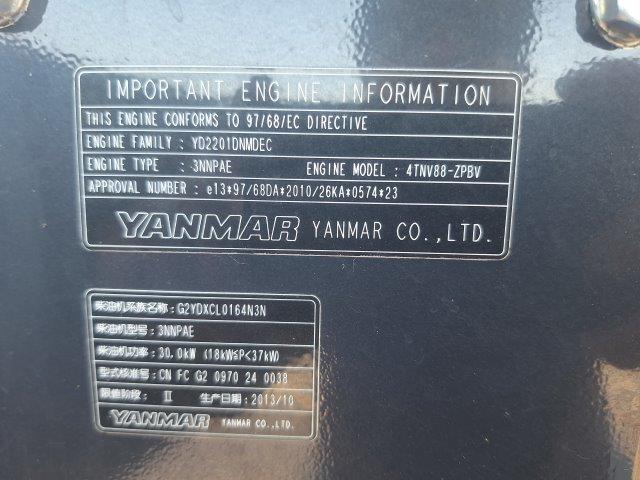 IMPORTANT ENGINE INFORMATION
THIS ENGINE CONFORMS TO 97/68/EC DIRECTIVE
ENGINE FAMILY : YD2201DNMDEC
ENGINE TYPE : 3NNPAE ENGINE MODEL : 4TNV88-ZPBV
APPROVAL NUMBER : e13*97/68DA*2010/26KA*0574*23
YANMAR YANMAR CO.,LTD.
柴油机系族名称: G2YDXCL0164N3N
柴油机型号: 3NNPAE
柴油机功率: 30.0kW (18kW≦P<37kW)
型式核准号: CN FC G2 0970 24 0038
限值阶段: II 生产日期: 2013/10
YANMAR YANMAR CO.,LTD.